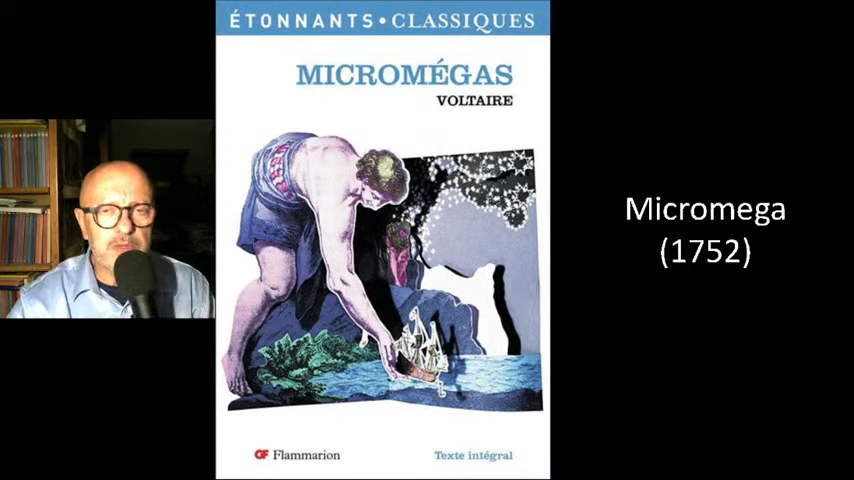 ÉTONNANTS • CLASSIQUES
MICROMÉGAS
VOLTAIRE
GF Flammarion
Texte intégral
Micromega
(1752)